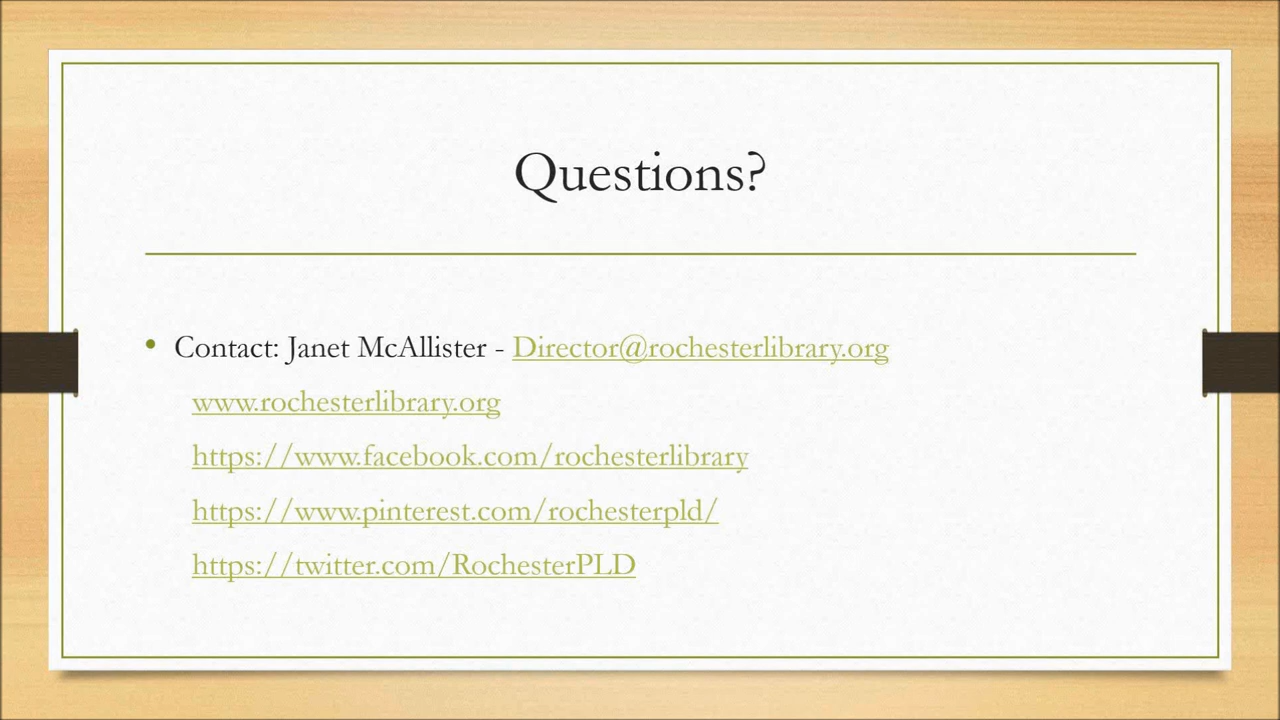 Questions?
• Contact: Janet McAllister - Director@rochesterlibrary.org
www.rochesterlibrary.org
https://www.facebook.com/rochesterlibrary
https://www.pinterest.com/rochesterpld/
https://twitter.com/RochesterPLD